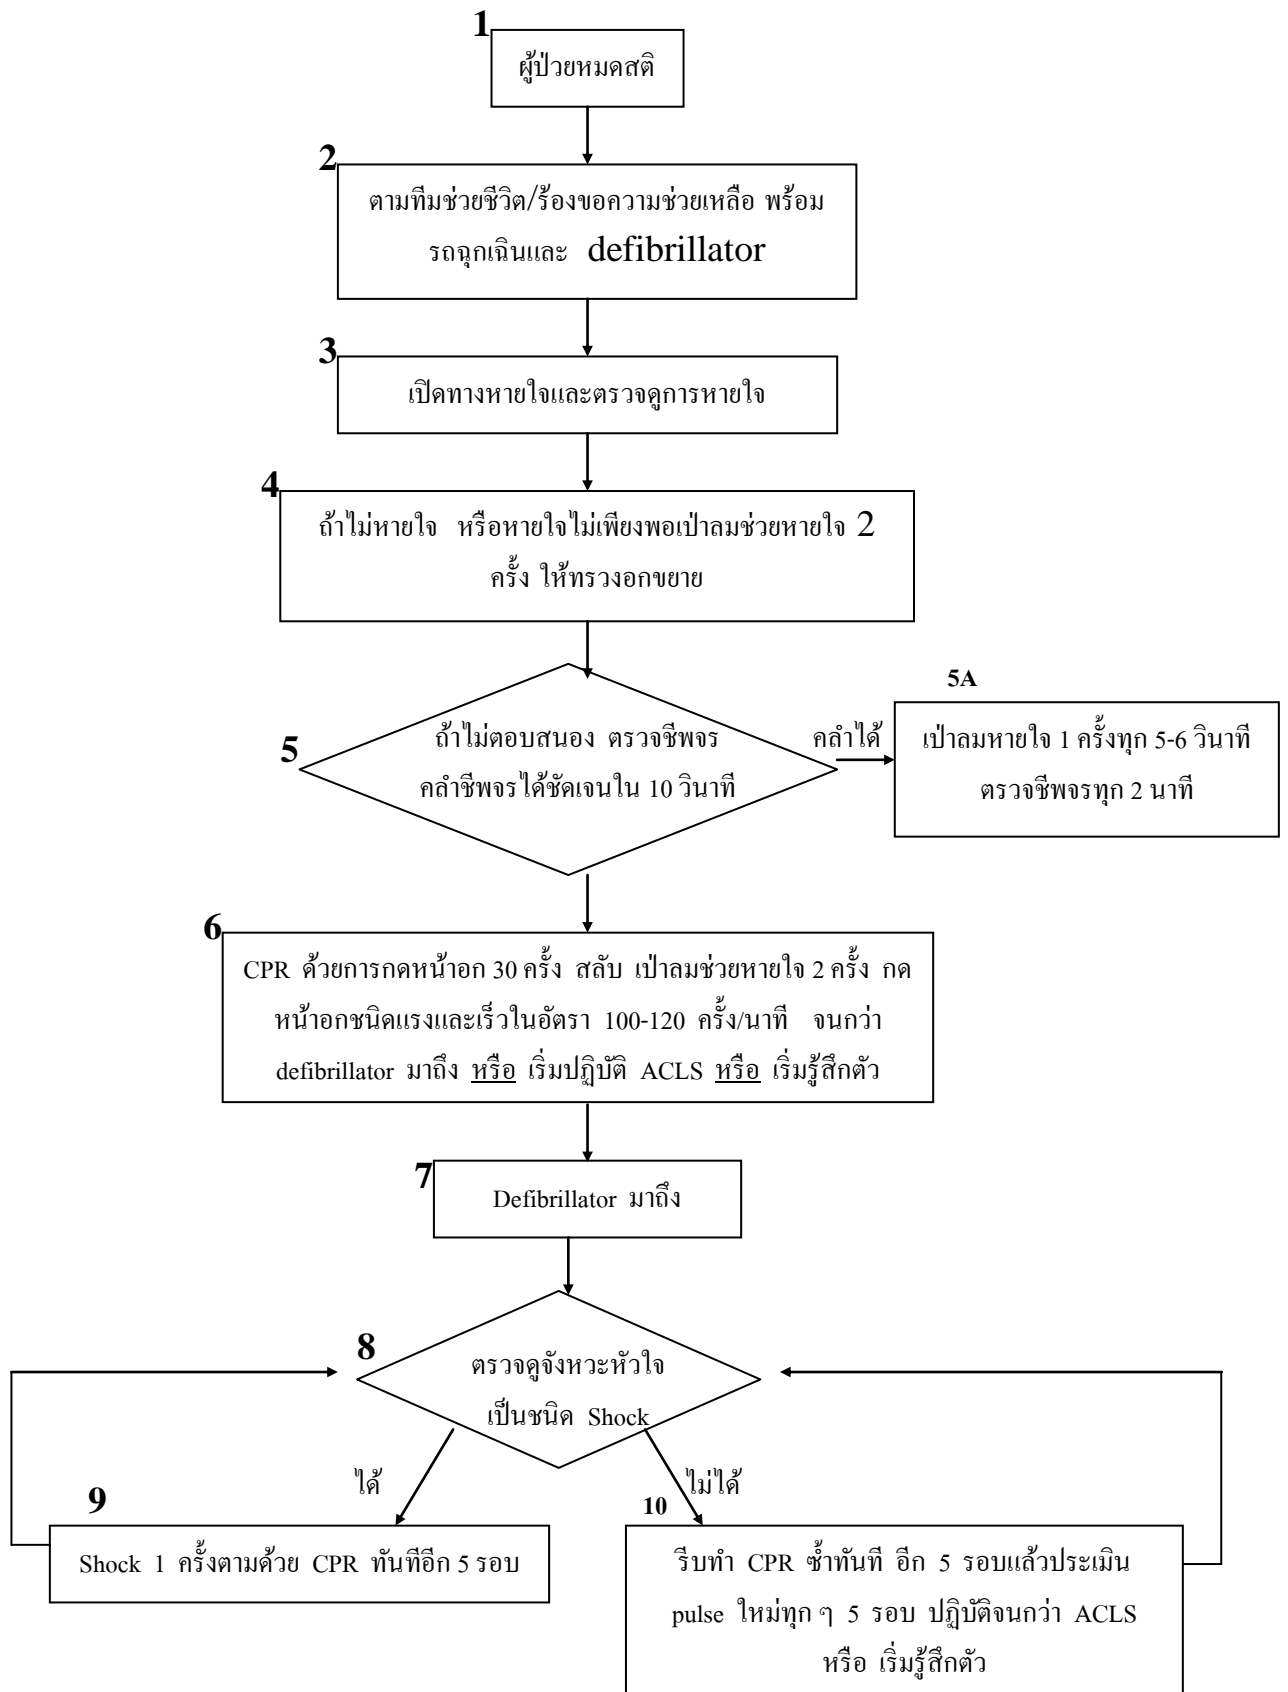 1
ผู้ป่วยหมดสติ
2
ตามทีมช่วยชีวิต/ร้องขอความช่วยเหลือ พร้อม
รถฉุกเฉินและ defibrillator
3
เปิดทางหายใจและตรวจดูการหายใจ
4
ถ้าไม่หายใจ หรือหายใจไม่เพียงพอเป่าลมช่วยหายใจ 2
ครั้ง ให้ทรวงอกขยาย
5
ถ้าไม่ตอบสนอง ตรวจชีพจร
คลำชีพจรได้ชัดเจนใน 10 วินาที
คลำได้
5A
เป่าลมหายใจ 1 ครั้งทุก 5-6 วินาที
ตรวจชีพจรทุก 2 นาที
6
CPR ด้วยการกดหน้าอก 30 ครั้ง สลับ เป่าลมช่วยหายใจ 2 ครั้ง กด
หน้าอกชนิดแรงและเร็วในอัตรา 100-120 ครั้ง/นาที จนกว่า
defibrillator มาถึง หรือ เริ่มปฏิบัติ ACLS หรือ เริ่มรู้สึกตัว
7
Defibrillator มาถึง
8
ตรวจดูจังหวะหัวใจ
เป็นชนิด Shock
ได้
ไม่ได้
9
Shock 1 ครั้งตามด้วย CPR ทันทีอีก 5 รอบ
10
รีบทำ CPR ซ้ำทันที อีก 5 รอบแล้วประเมิน
pulse ใหม่ทุก ๆ 5 รอบ ปฏิบัติจนกว่า ACLS
หรือ เริ่มรู้สึกตัว